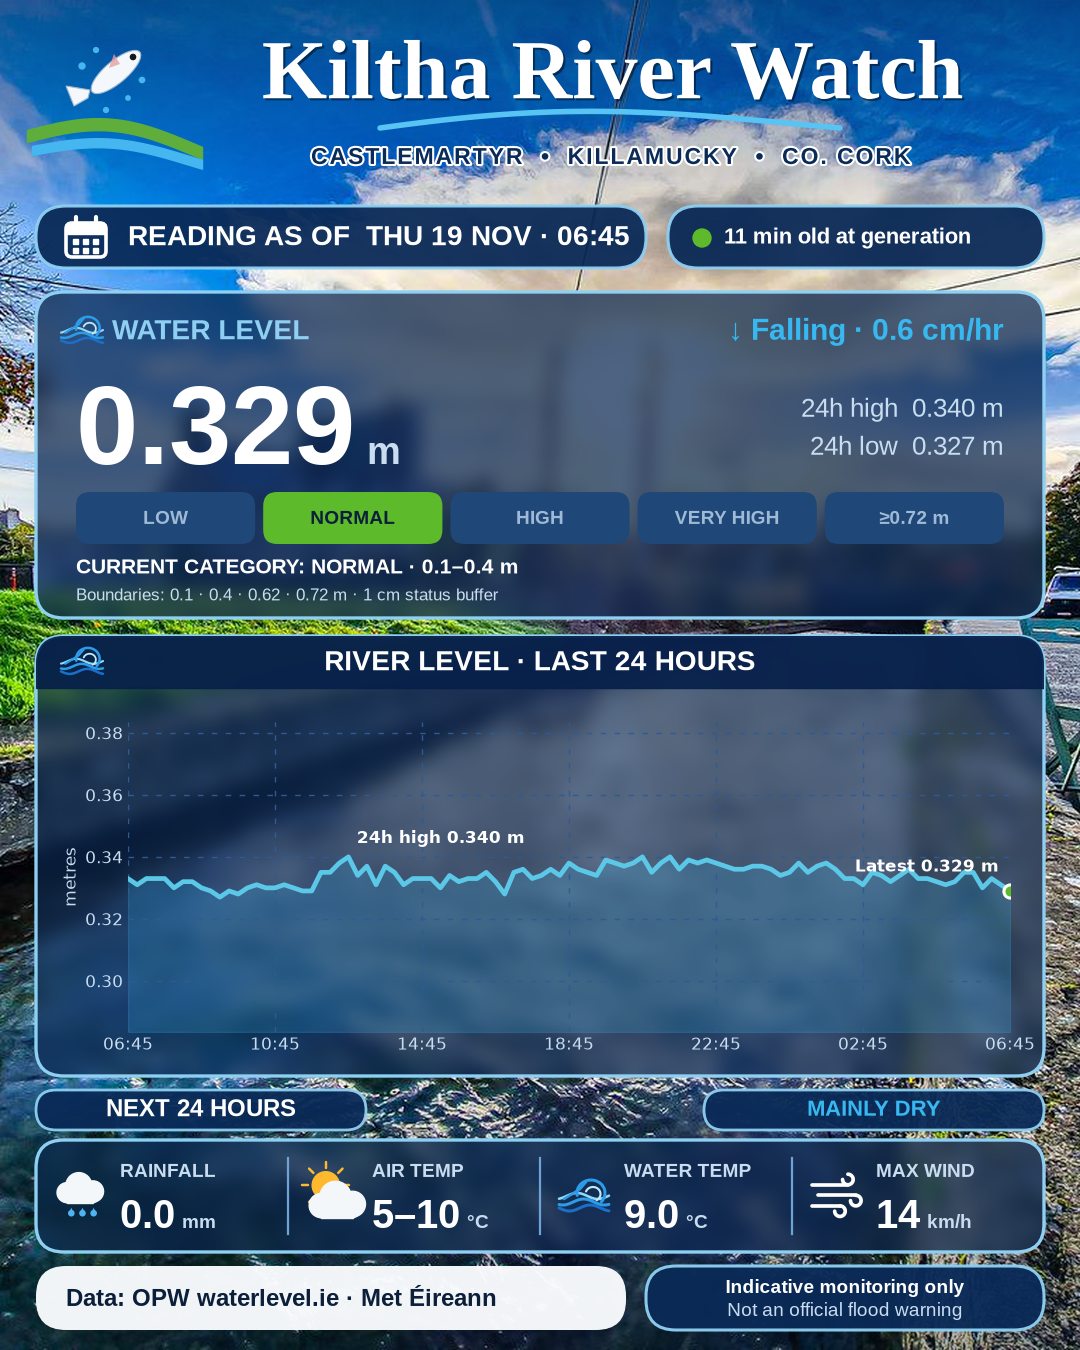 Kiltha River Watch
CASTLEMARTYR • KILLAMUCKY • CO. CORK
READING AS OF THU 19 NOV · 06:45
11 min old at generation
WATER LEVEL
↓ Falling · 0.6 cm/hr
0.329 m
24h high 0.340 m
24h low 0.327 m
LOW
NORMAL
HIGH
VERY HIGH
≥0.72 m
CURRENT CATEGORY: NORMAL · 0.1–0.4 m
Boundaries: 0.1 · 0.4 · 0.62 · 0.72 m · 1 cm status buffer
RIVER LEVEL · LAST 24 HOURS
0.38
0.36
0.34
0.32
0.30
metres
24h high 0.340 m
Latest 0.329 m
06:45
10:45
14:45
18:45
22:45
02:45
06:45
NEXT 24 HOURS
MAINLY DRY
RAINFALL
0.0 mm
AIR TEMP
5–10 °C
WATER TEMP
9.0 °C
MAX WIND
14 km/h
Data: OPW waterlevel.ie · Met Éireann
Indicative monitoring only
Not an official flood warning